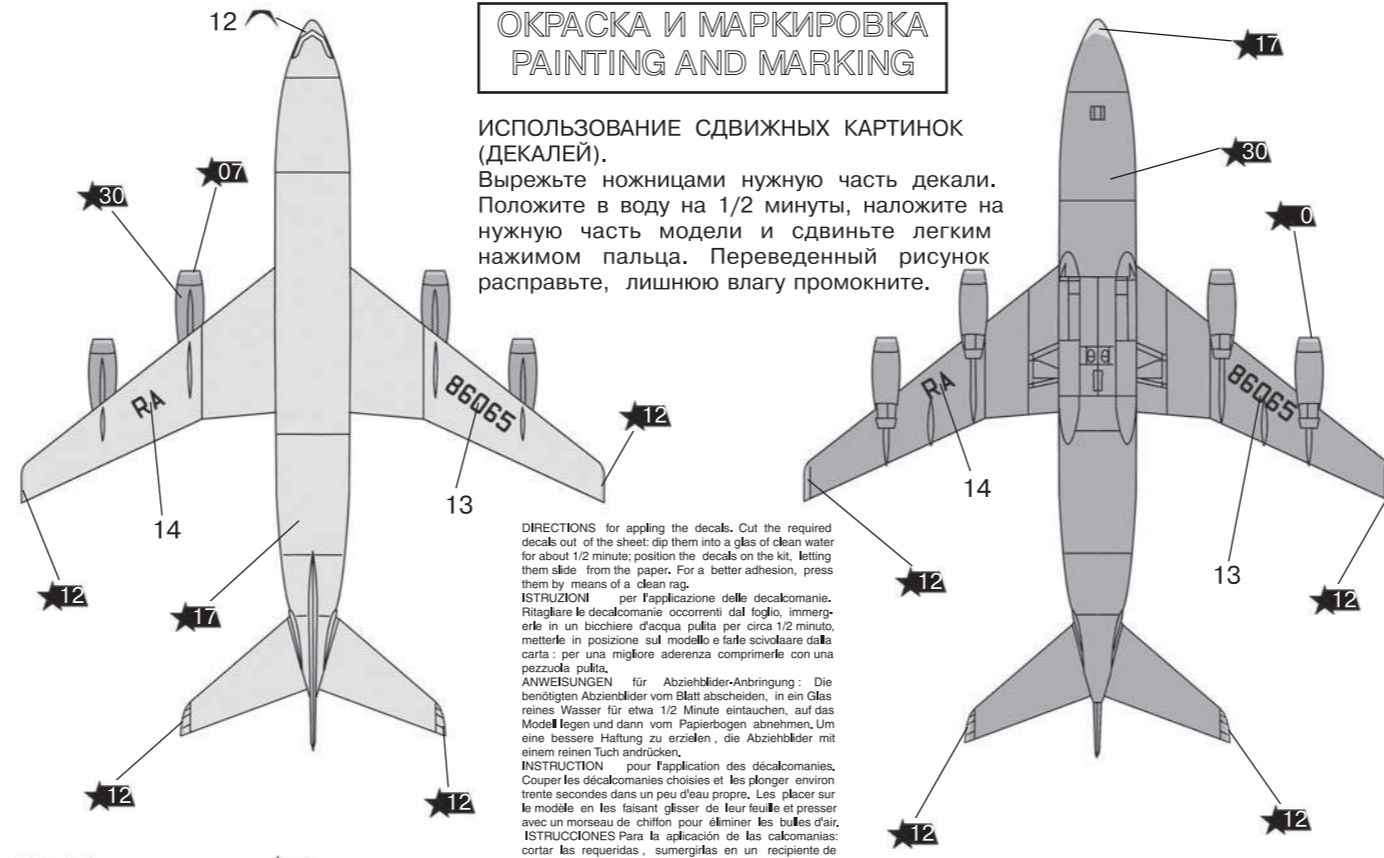 12
ОКРАСКА И МАРКИРОВКА
PAINTING AND MARKING
17
ИСПОЛЬЗОВАНИЕ СДВИЖНЫХ КАРТИНОК
(ДЕКАЛЕЙ).
Вырежьте ножницами нужную часть декали.
Положите в воду на 1/2 минуты, наложите на
нужную часть модели и сдвиньте легким
нажимом пальца. Переведенный рисунок
расправьте, лишнюю влагу промокните.
07
30
30
0
RA
86065
RA
86065
12
14
13
14
13
12
17
12
12
DIRECTIONS for appling the decals. Cut the required
decals out of the sheet: dip them into a glas of clean water
for about 1/2 minute; position the decals on the kit, letting
them slide from the paper. For a better adhesion, press
them by means of a clean rag.
ISTRUZIONI per l'applicazione delle decalcomanie.
Ritagliare le decalcomanie occorrenti dal foglio, immerg-
erle in un bicchiere d'acqua pulita per circa 1/2 minuto,
metterle in posizione sul modello e farle scivolaare dalla
carta : per una migliore aderenza comprimerle con una
pezzuola pulita.
ANWEISUNGEN für Abziehblider-Anbringung : Die
benötigten Abzienblider vom Blatt abscheiden, in ein Glas
reines Wasser für etwa 1/2 Minute eintauchen, auf das
Modell legen und dann vom Papierbogen abnehmen. Um
eine bessere Haftung zu erzielen , die Abziehblider mit
einem reinen Tuch andrücken.
INSTRUCTION pour l'application des décalcomanies.
Couper les décalcomanies choisies et les plonger environ
trente secondes dans un peu d'eau propre. Les placer sur
le modèle en les faisant glisser de leur feuille et presser
avec un morseau de chiffon pour éliminer les bulles d'air.
ISTRUCCIONES Para la aplicación de las calcomanias:
cortar las requeridas , sumergirlas en un recipiente de
12
12
12
12